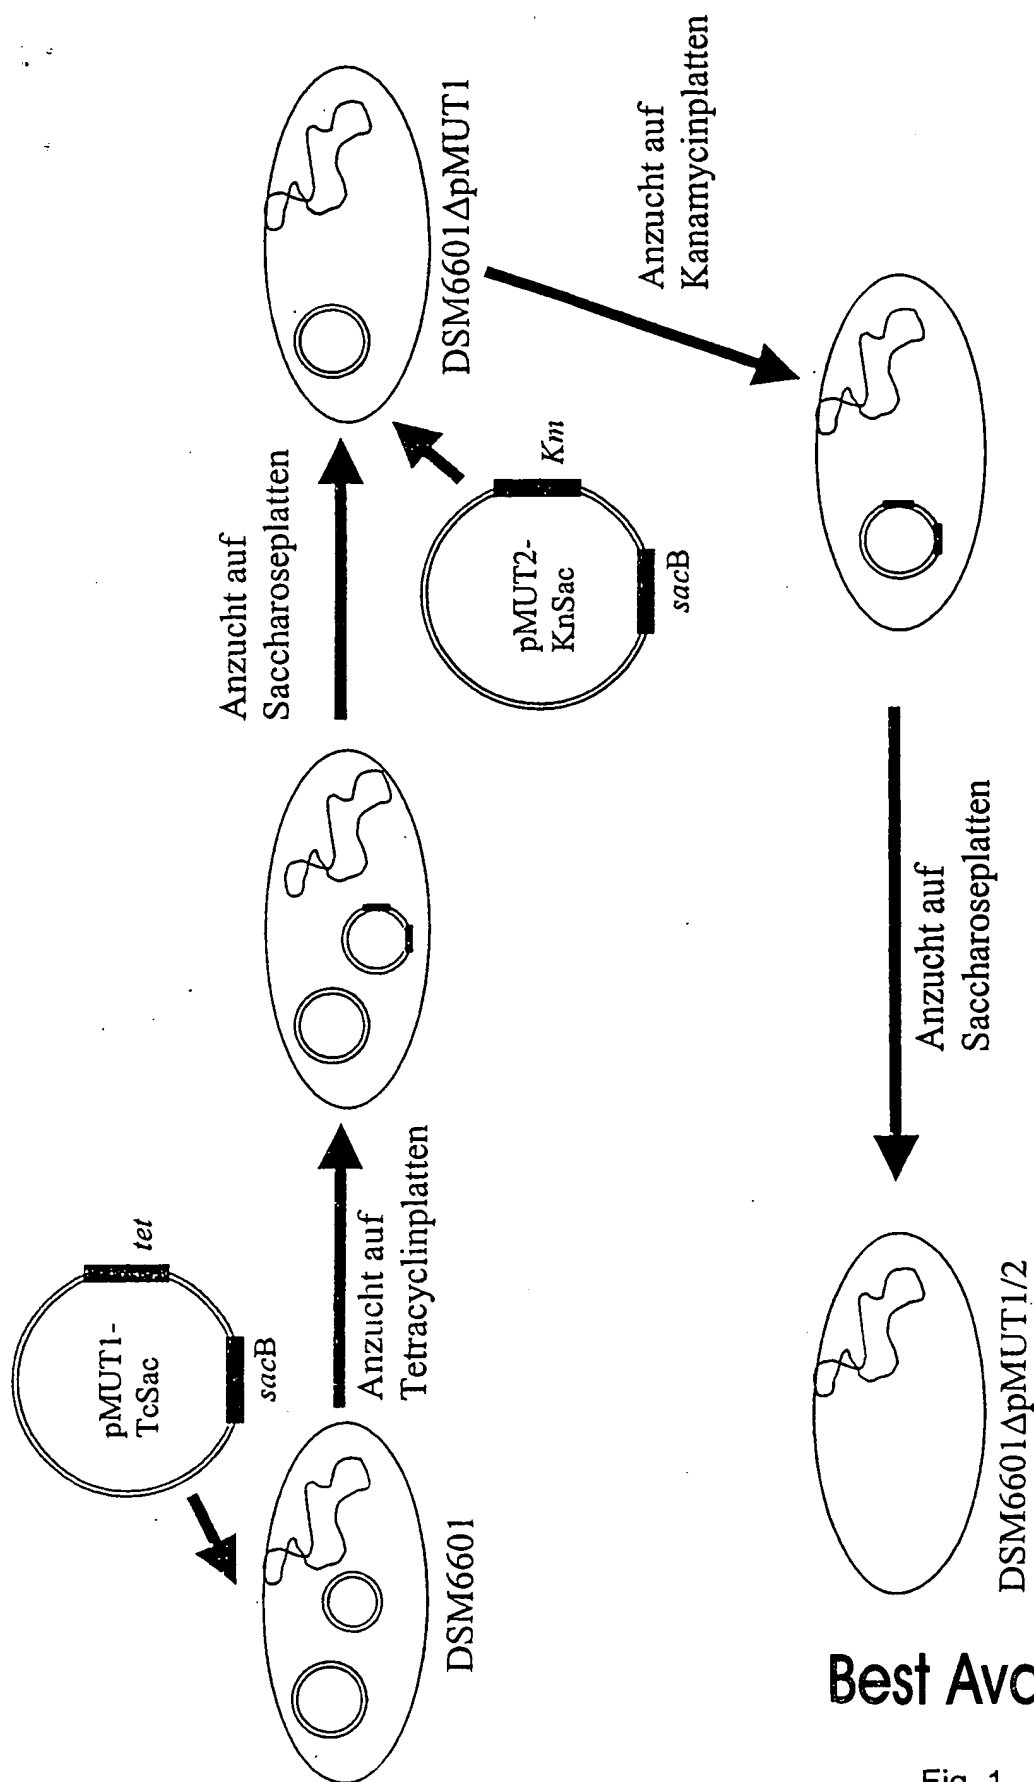 pMUT1-
TcSac
tet
sacB
DSM6601
Anzucht auf
Tetracyclinplatten
Anzucht auf
Saccharoseplatten
DSM6601ΔpMUT1
pMUT2-
KnSac
Km
sacB
Anzucht auf
Kanamycinplatten
Anzucht auf
Saccharoseplatten
DSM6601ΔpMUT1/2
Best Ava
Fig. 1